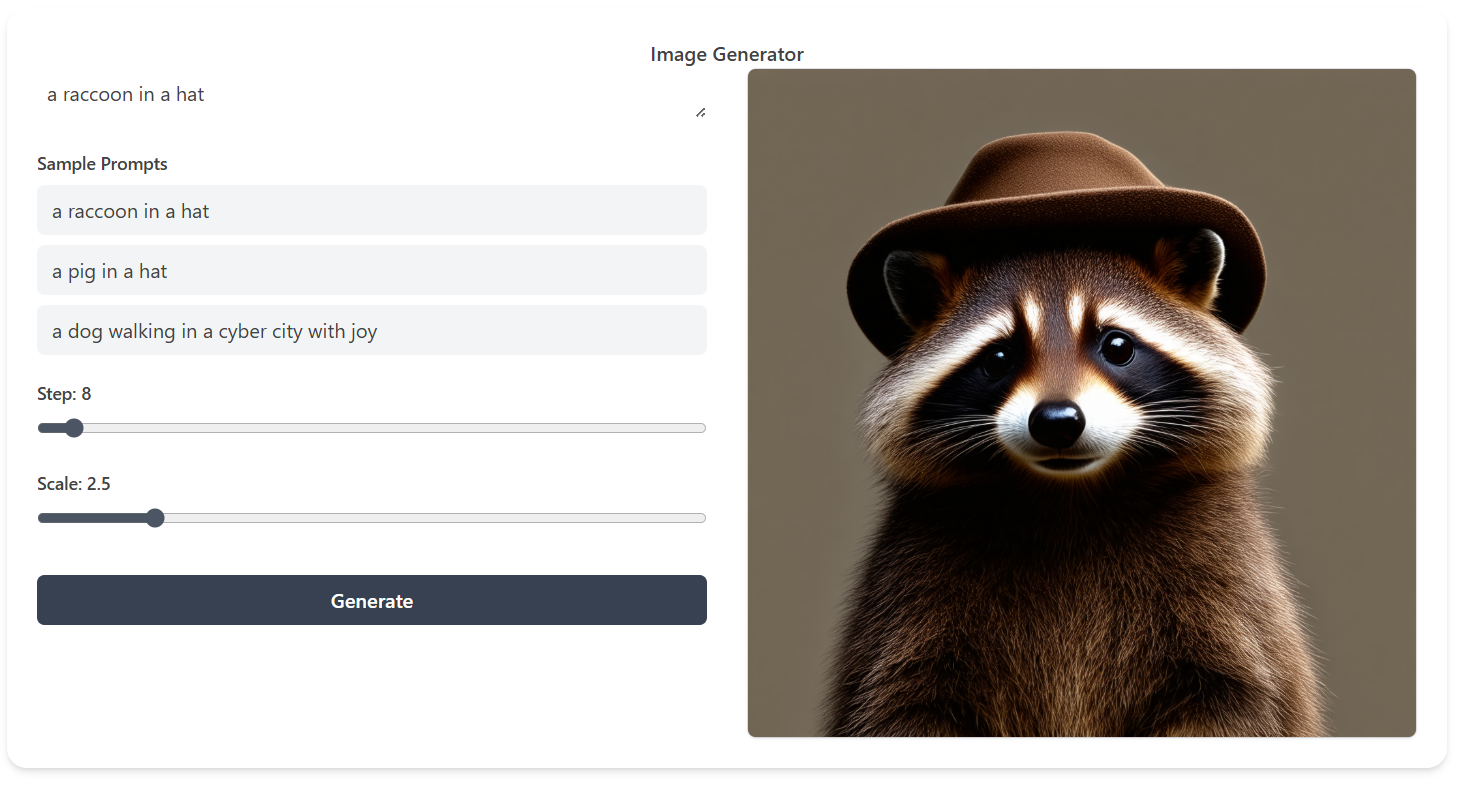 Image Generator
a raccoon in a hat
Sample Prompts
a raccoon in a hat
a pig in a hat
a dog walking in a cyber city with joy
Step: 8
Scale: 2.5
Generate